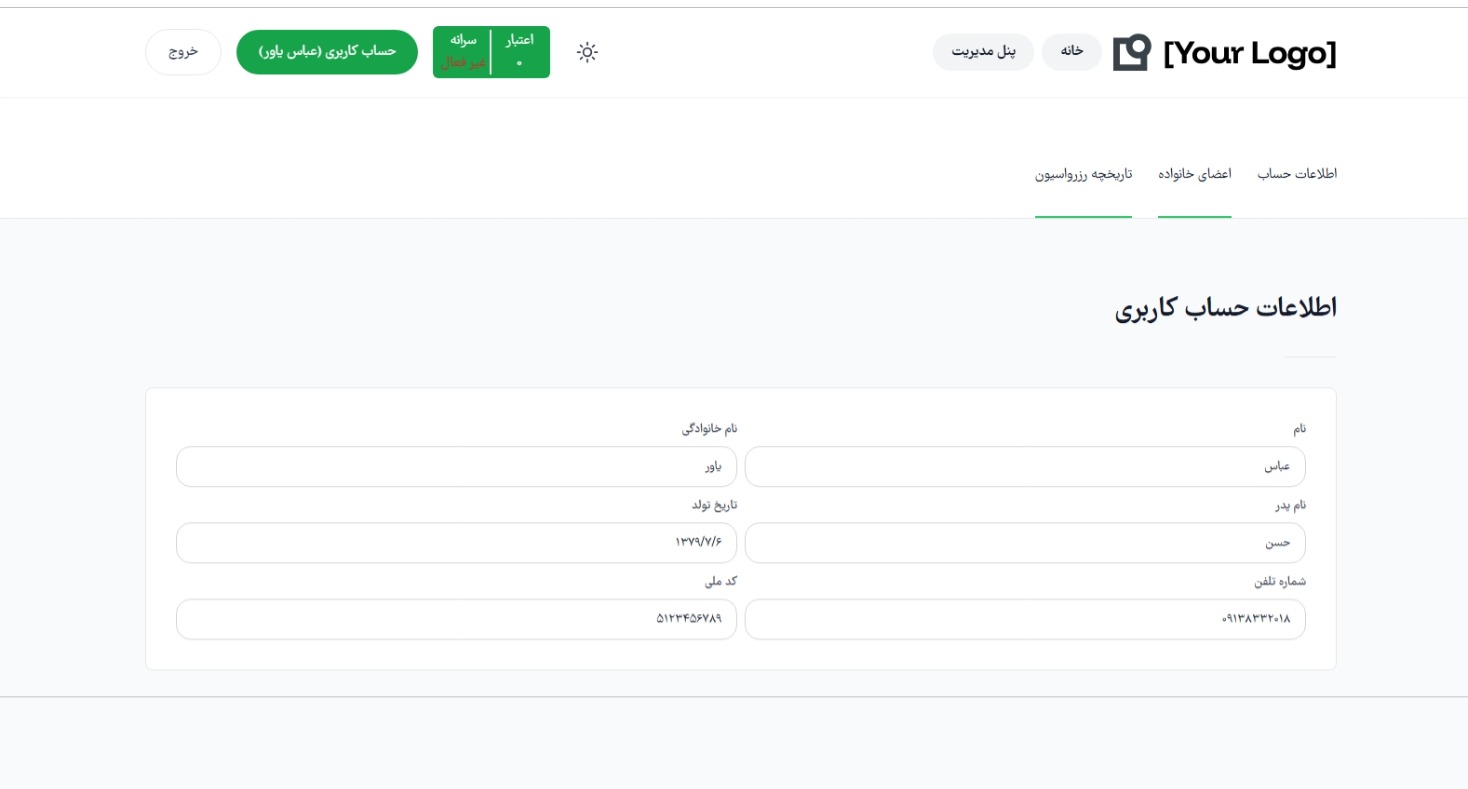 [Your Logo]
خانه
پنل مدیریت
اعتبار
۰
سرانه
غیر فعال
حساب کاربری (عباس یاور)
خروج
اطلاعات حساب
اعضای خانواده
تاریخچه رزرواسیون
اطلاعات حساب کاربری
نام
نام خانوادگی
عباس
یاور
نام پدر
تاریخ تولد
حسن
۱۳۷۹/۷/۶
شماره تلفن
کد ملی
۰۹۱۳۸۳۳۲۰۱۸
۵۱۲۳۴۵۶۷۸۹